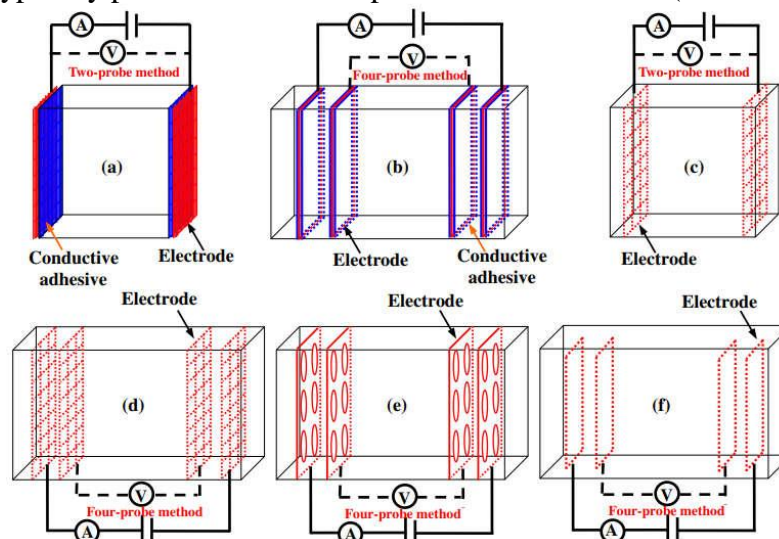 A
V
Two-probe method
(a)
Conductive
adhesive
Electrode
A
V
Four-probe method
(b)
Electrode
Conductive
adhesive
A
V
Two-probe method
(c)
Electrode
Electrode
(d)
V
Four-probe method
A
Electrode
(e)
V
Four-probe method
A
Electrode
(f)
V
Four-probe method
A